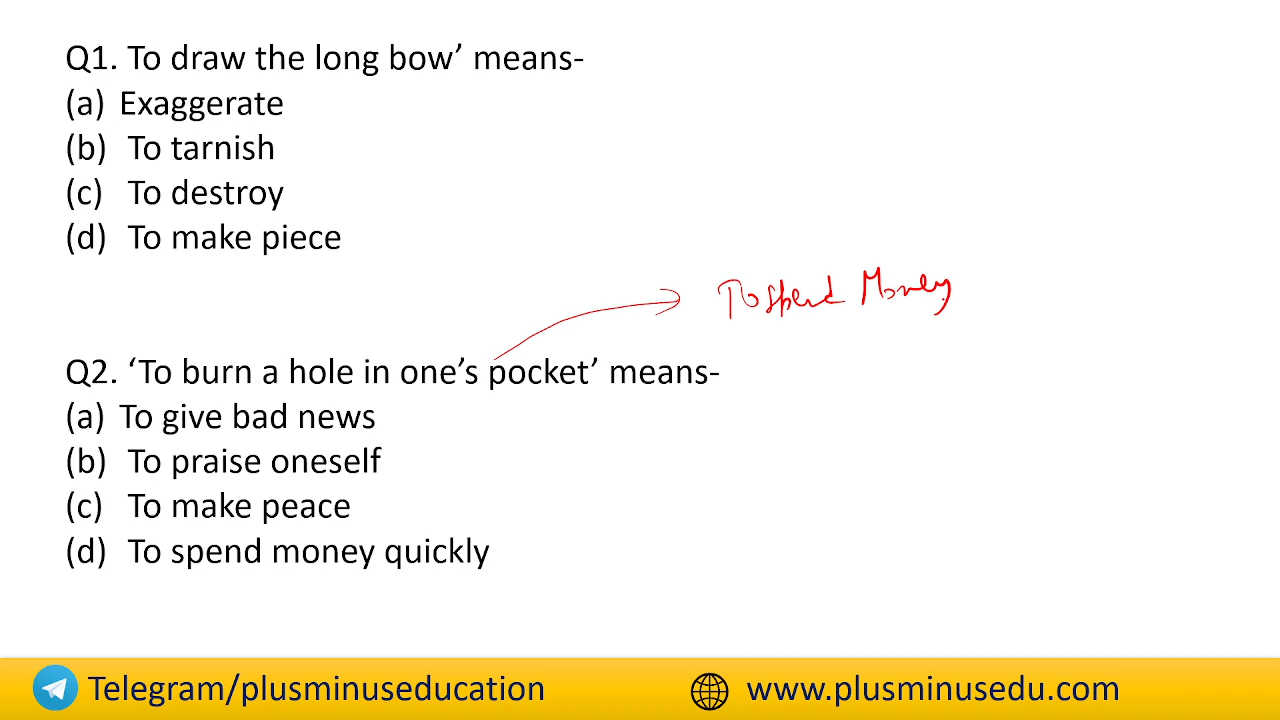 Q1. To draw the long bow’ means-
(a) Exaggerate
(b) To tarnish
(c) To destroy
(d) To make piece
To spend Money
Q2. ‘To burn a hole in one’s pocket’ means-
(a) To give bad news
(b) To praise oneself
(c) To make peace
(d) To spend money quickly
Telegram/plusminuseducation
www.plusminusedu.com